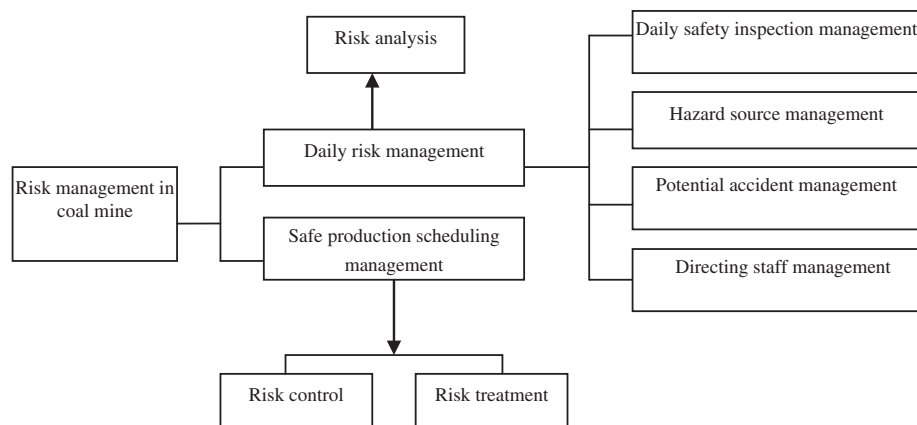 Risk analysis
Daily safety inspection management
Hazard source management
Daily risk management
Risk management in
coal mine
Potential accident management
Safe production scheduling
management
Directing staff management
Risk control
Risk treatment